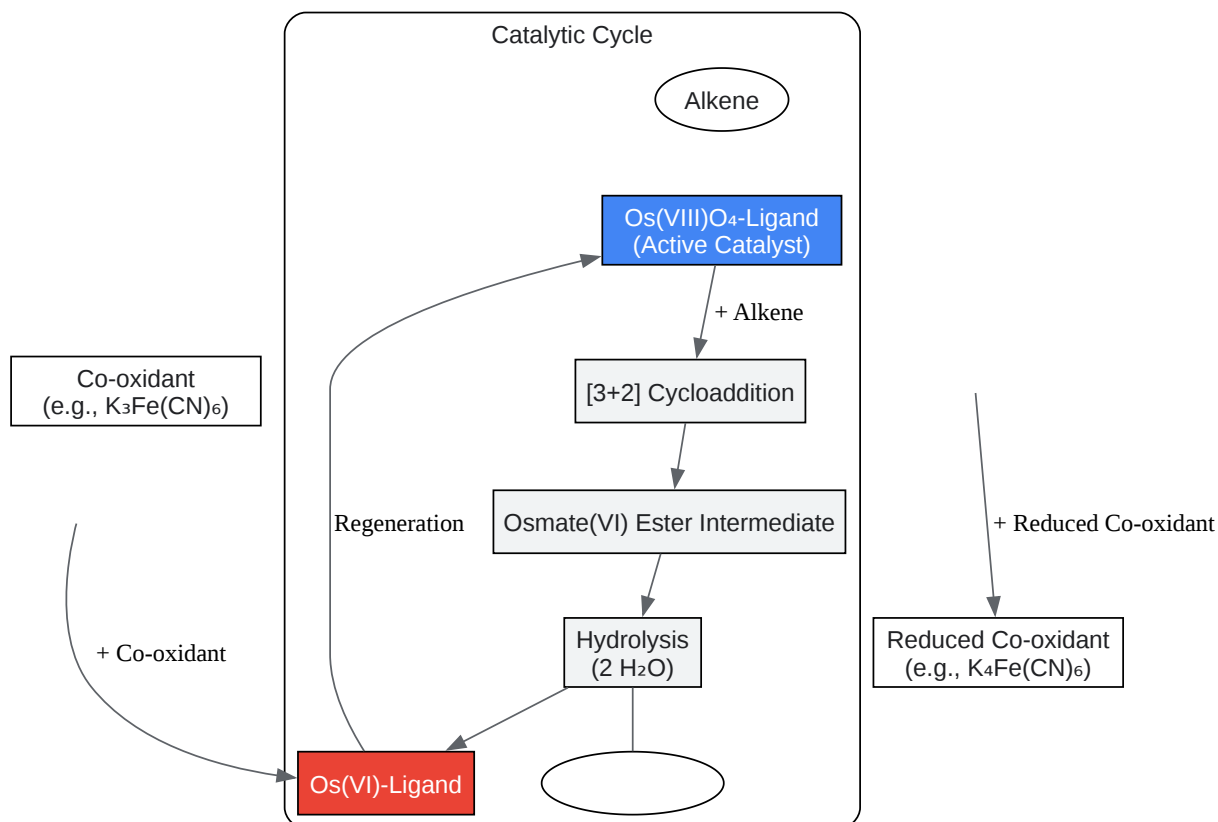 Catalytic Cycle
Alkene
Os(VIII)O₄-Ligand
(Active Catalyst)
+ Alkene
Co-oxidant
(e.g., K₃Fe(CN)₆)
[3+2] Cycloaddition
Regeneration
Osmate(VI) Ester Intermediate
+ Reduced Co-oxidant
+ Co-oxidant
Hydrolysis
(2 H₂O)
Reduced Co-oxidant
(e.g., K₄Fe(CN)₆)
Os(VI)-Ligand